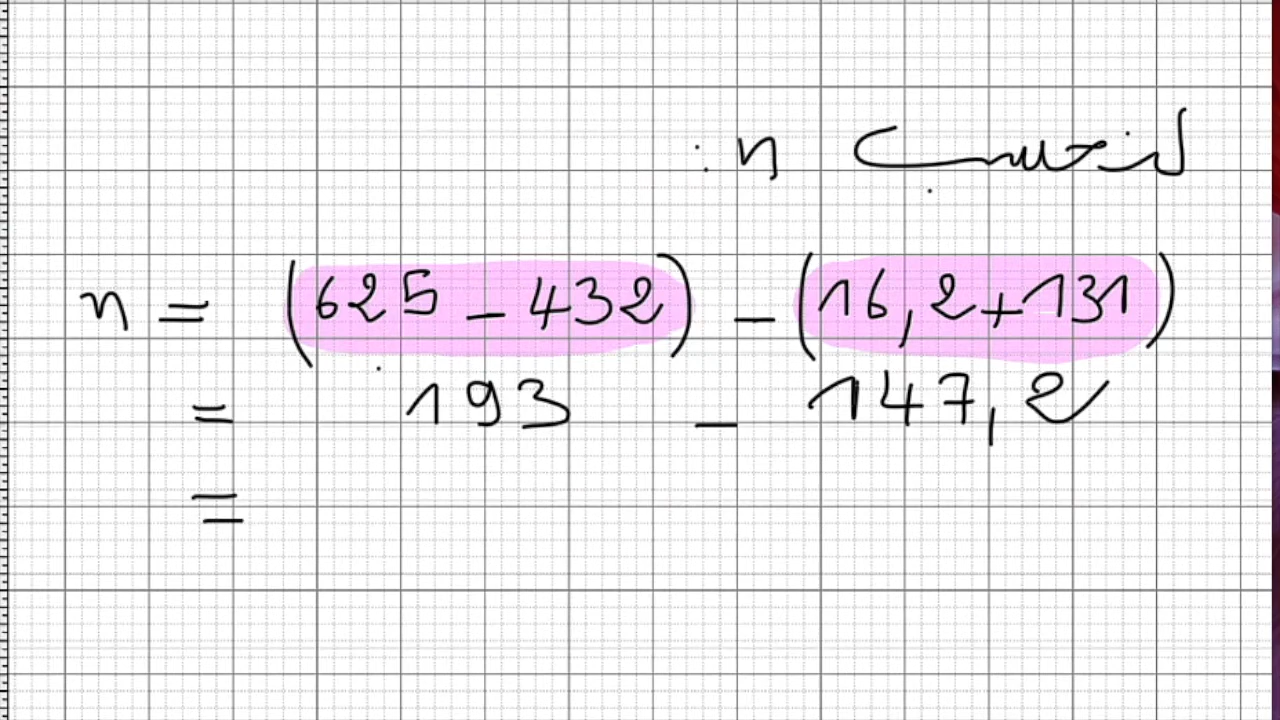 لنحسب n :
n = (625 - 432) - (16,2 + 131)
= 193 - 147,2
=